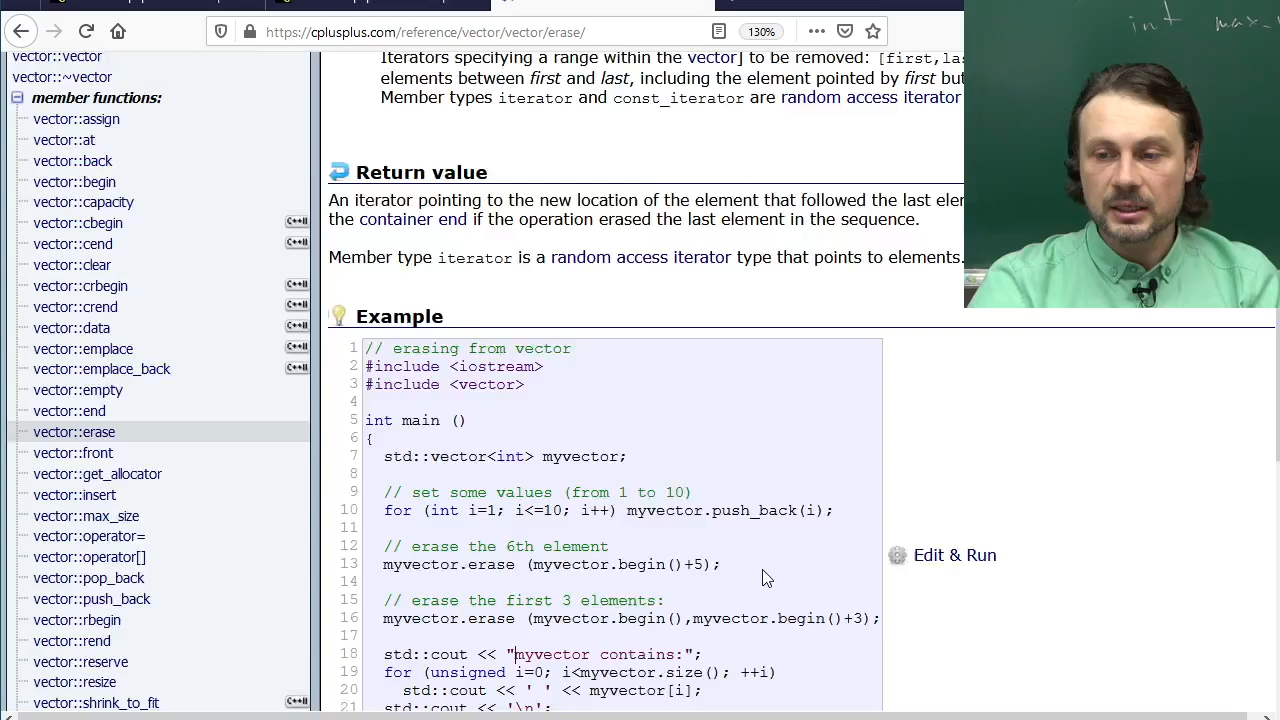 https://cplusplus.com/reference/vector/vector/erase/
130%
int max-
vector::vector
vector::~vector
member functions:
vector::assign
vector::at
vector::back
vector::begin
vector::capacity
vector::cbegin C++11
vector::cend C++11
vector::clear
vector::crbegin C++11
vector::crend C++11
vector::data C++11
vector::emplace C++11
vector::emplace_back C++11
vector::empty
vector::end
vector::erase
vector::front
vector::get_allocator
vector::insert
vector::max_size
vector::operator=
vector::operator[]
vector::pop_back
vector::push_back
vector::rbegin
vector::rend
vector::reserve
vector::resize
vector::shrink_to_fit C++11
Iterators specifying a range within the vector] to be removed: [first,las
elements between first and last, including the element pointed by first but
Member types iterator and const_iterator are random access iterator
Return value
An iterator pointing to the new location of the element that followed the last eler
the container end if the operation erased the last element in the sequence.
Member type iterator is a random access iterator type that points to elements.
Example
1 // erasing from vector
2 #include <iostream>
3 #include <vector>
4
5 int main ()
6 {
7 std::vector<int> myvector;
8
9 // set some values (from 1 to 10)
10 for (int i=1; i<=10; i++) myvector.push_back(i);
11
12 // erase the 6th element
13 myvector.erase (myvector.begin()+5);
14
15 // erase the first 3 elements:
16 myvector.erase (myvector.begin(),myvector.begin()+3);
17
18 std::cout << "myvector contains:";
19 for (unsigned i=0; i<myvector.size(); ++i)
20 std::cout << ' ' << myvector[i];
21 std::cout << '\n';
Edit & Run